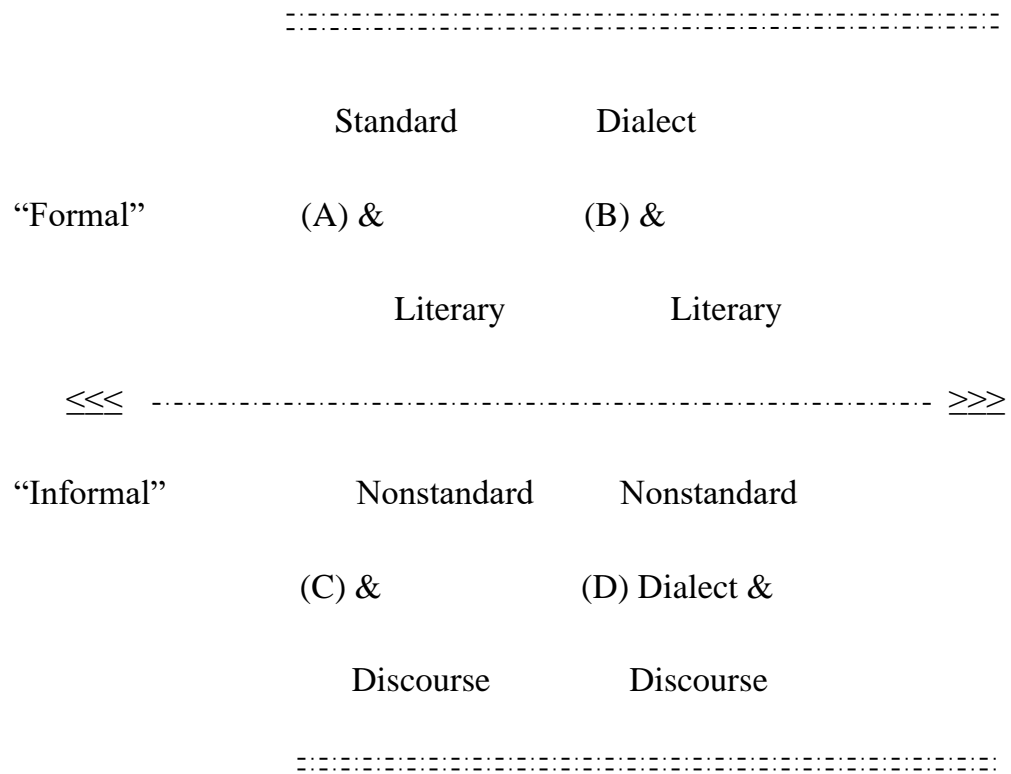 Standard Dialect
“Formal” (A) & (B) &
Literary Literary
≤≤≤ -·-·-·-·-·-·-·-·-·-·-·-·-·-·-·-·-·-·-·-·-·-·-·-·-·-·-·-·-·-·-·-·-·-·-·- ≥≥≥
“Informal” Nonstandard Nonstandard
(C) & (D) Dialect &
Discourse Discourse